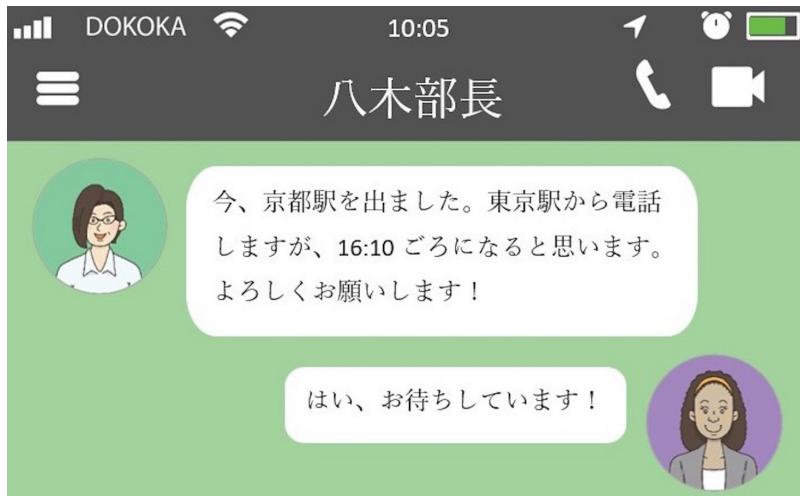 DOKOKA 10:05
八木部長
今、京都駅を出ました。東京駅から電話
しますが、16:10 ごろになると思います。
よろしくお願いします！
はい、お待ちしています！